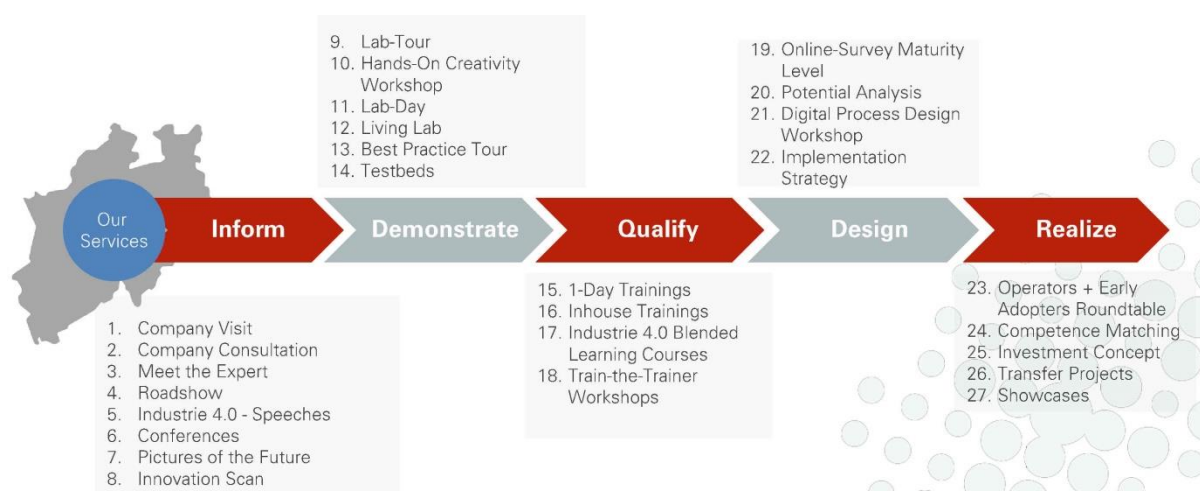 9. Lab-Tour
10. Hands-On Creativity
Workshop
11. Lab-Day
12. Living Lab
13. Best Practice Tour
14. Testbeds
19. Online-Survey Maturity
Level
20. Potential Analysis
21. Digital Process Design
Workshop
22. Implementation
Strategy
Our
Services
Inform
Demonstrate
Qualify
Design
Realize
1. Company Visit
2. Company Consultation
3. Meet the Expert
4. Roadshow
5. Industrie 4.0 - Speeches
6. Conferences
7. Pictures of the Future
8. Innovation Scan
15. 1-Day Trainings
16. Inhouse Trainings
17. Industrie 4.0 Blended
Learning Courses
18. Train-the-Trainer
Workshops
23. Operators + Early
Adopters Roundtable
24. Competence Matching
25. Investment Concept
26. Transfer Projects
27. Showcases